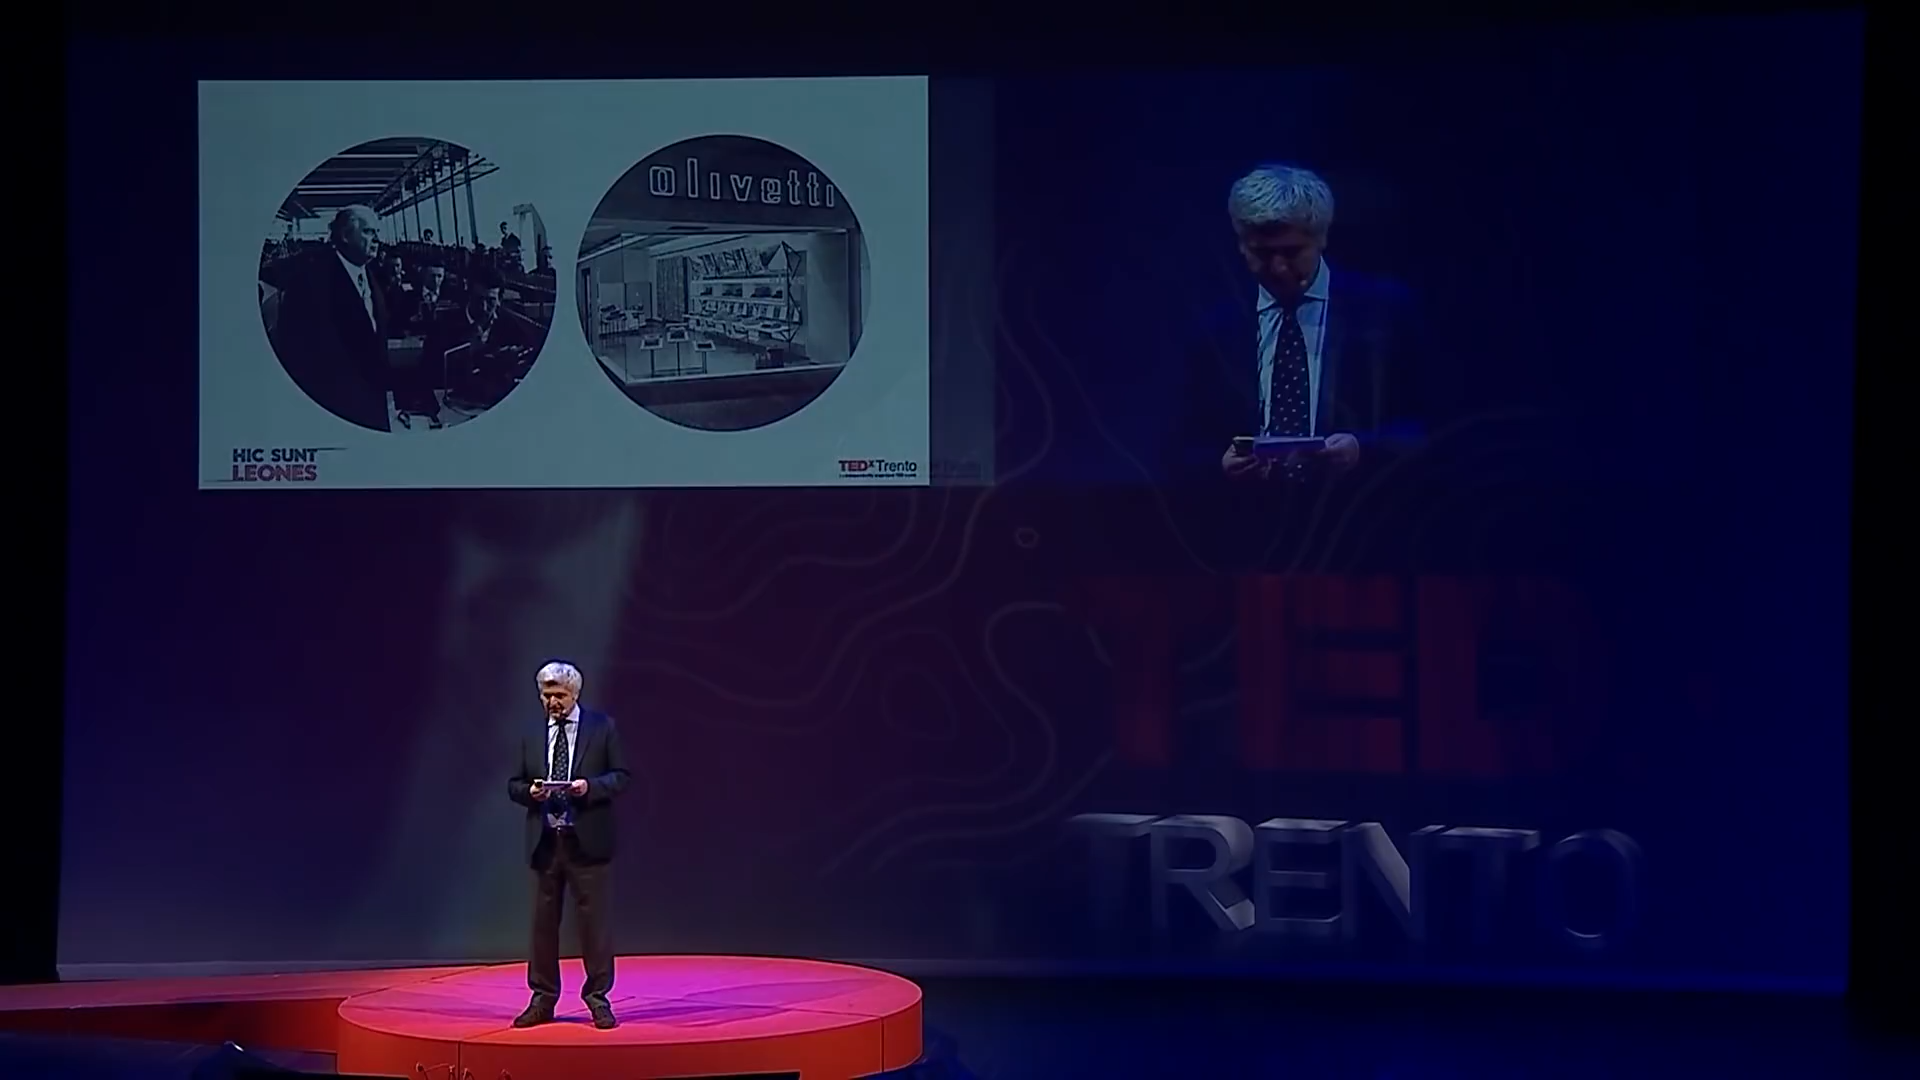 olivetti
HIC SUNT
LEONES
TEDxTrento
TED
TRENTO